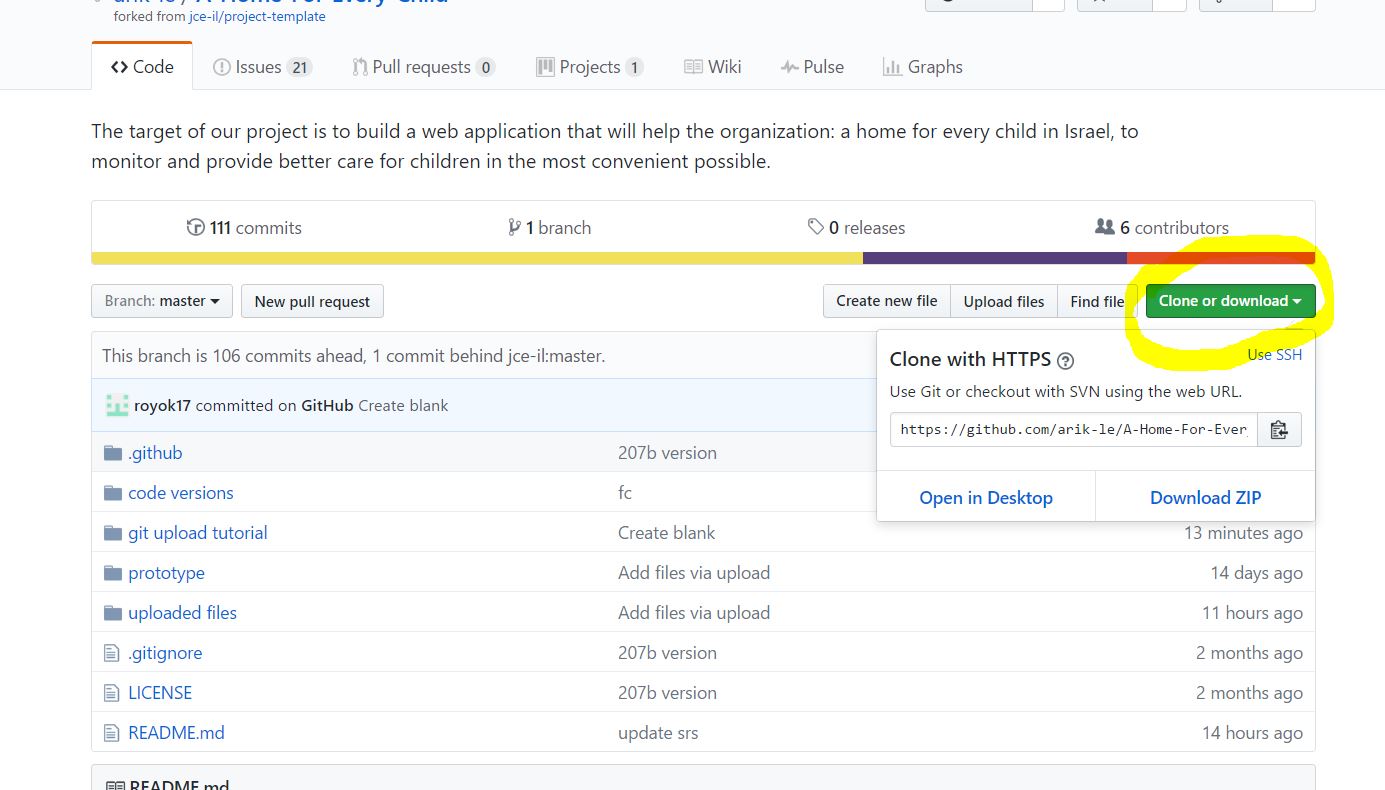 arik-le / A-Home-For-Every-Child
forked from jce-il/project-template
Code Issues 21 Pull requests 0 Projects 1 Wiki Pulse Graphs
The target of our project is to build a web application that will help the organization: a home for every child in Israel, to
monitor and provide better care for children in the most convenient possible.
111 commits 1 branch 0 releases 6 contributors
Branch: master New pull request Create new file Upload files Find file Clone or download
This branch is 106 commits ahead, 1 commit behind jce-il:master.
royok17 committed on GitHub Create blank
Clone with HTTPS ? Use SSH
Use Git or checkout with SVN using the web URL.
https://github.com/arik-le/A-Home-For-Ever
Open in Desktop Download ZIP
.github 207b version
code versions fc
git upload tutorial Create blank 13 minutes ago
prototype Add files via upload 14 days ago
uploaded files Add files via upload 11 hours ago
.gitignore 207b version 2 months ago
LICENSE 207b version 2 months ago
README.md update srs 14 hours ago
README.md